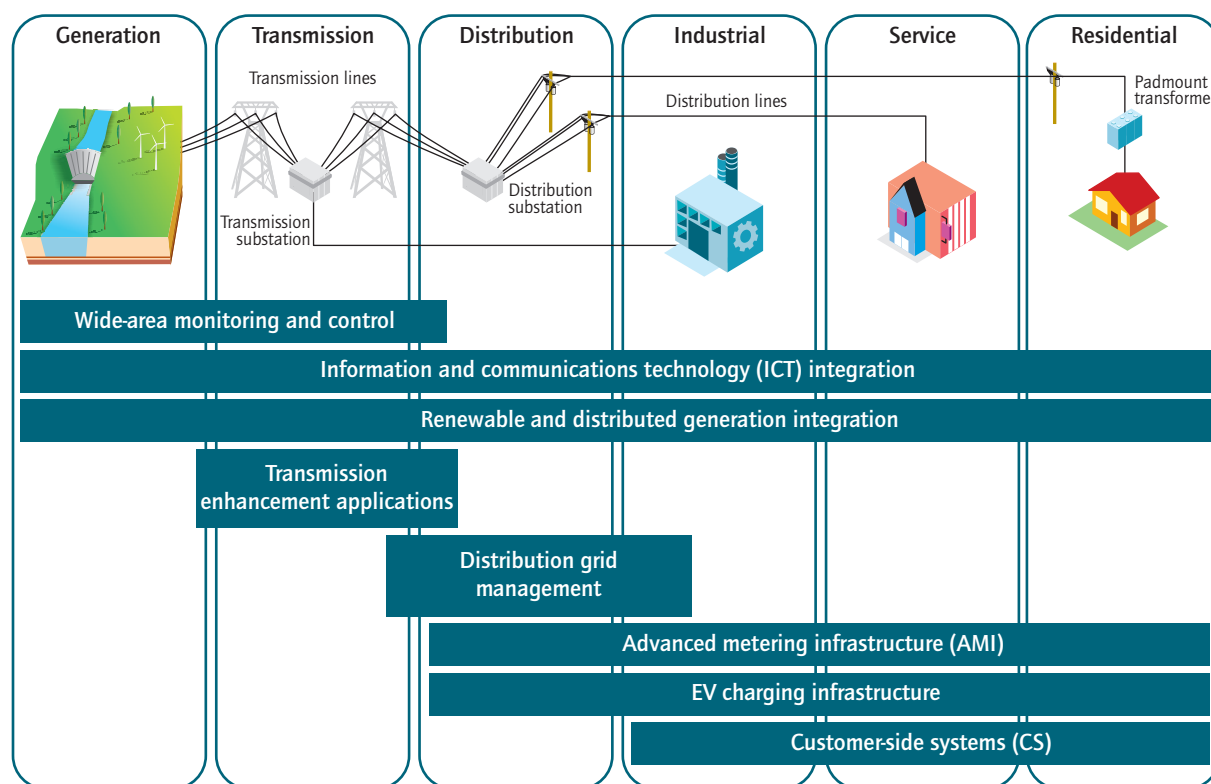 Generation
Transmission
Distribution
Industrial
Service
Residential
Transmission lines
Distribution lines
Padmount
transforme
Distribution
substation
Transmission
substation
Wide-area monitoring and control
Information and communications technology (ICT) integration
Renewable and distributed generation integration
Transmission
enhancement applications
Distribution grid
management
Advanced metering infrastructure (AMI)
EV charging infrastructure
Customer-side systems (CS)